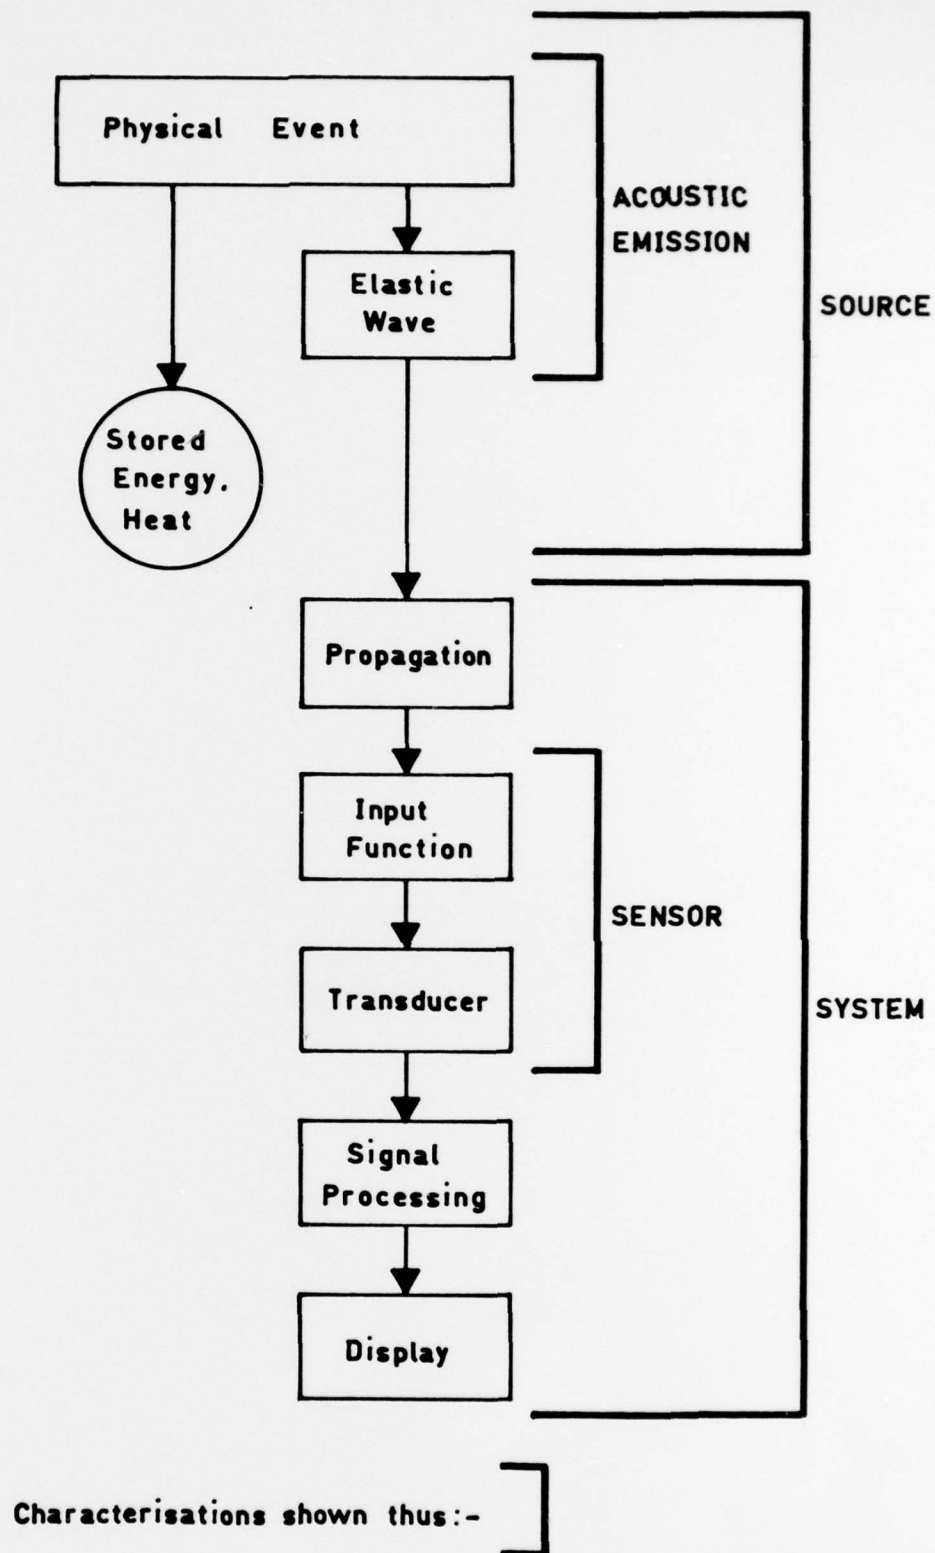 Physical Event
ACOUSTIC
EMISSION
Elastic
Wave
SOURCE
Stored
Energy.
Heat
Propagation
Input
Function
SENSOR
Transducer
SYSTEM
Signal
Processing
Display
Characterisations shown thus:-